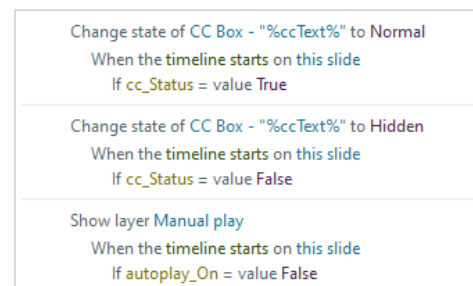 Change state of CC Box - "%ccText%" to Normal
When the timeline starts on this slide
If cc_Status = value True
Change state of CC Box - "%ccText%" to Hidden
When the timeline starts on this slide
If cc_Status = value False
Show layer Manual play
When the timeline starts on this slide
If autoplay_On = value False